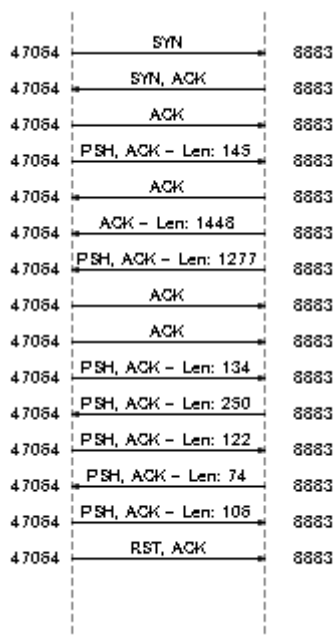 SYN
47064 8883
SYN, ACK
47064 8883
ACK
47064 8883
PSH, ACK - Len: 145
47064 8883
ACK
47064 8883
ACK - Len: 1448
47064 8883
PSH, ACK - Len: 1277
47064 8883
ACK
47064 8883
ACK
47064 8883
PSH, ACK - Len: 134
47064 8883
PSH, ACK - Len: 250
47064 8883
PSH, ACK - Len: 122
47064 8883
PSH, ACK - Len: 74
47064 8883
PSH, ACK - Len: 106
47064 8883
RST, ACK
47064 8883